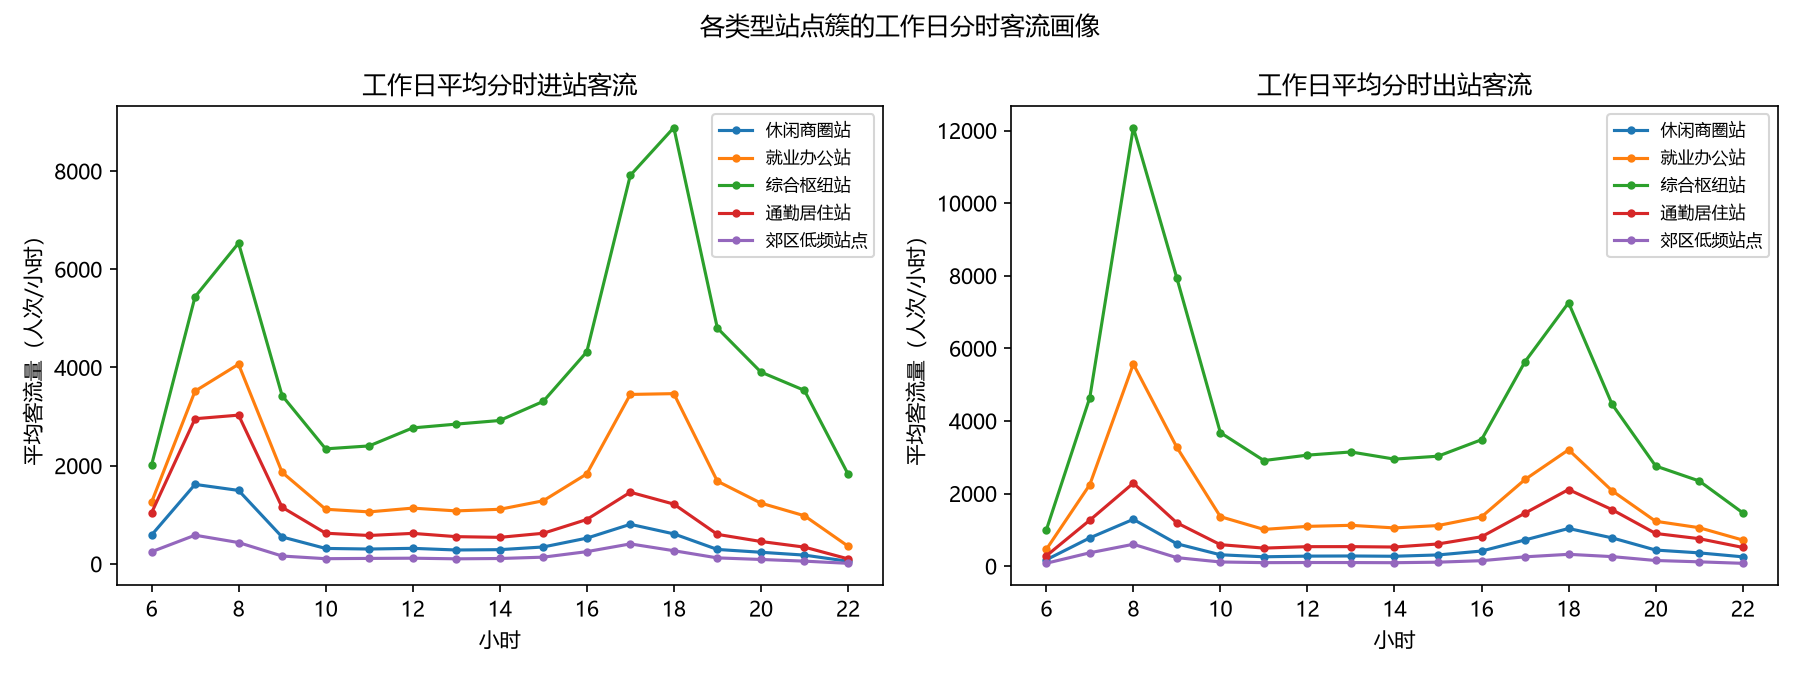 各类型站点簇的工作日分时客流画像
工作日平均分时进站客流
平均客流量（人次/小时）
8000
6000
4000
2000
0
6 8 10 12 14 16 18 20 22
小时
休闲商圈站
就业办公站
综合枢纽站
通勤居住站
郊区低频站点
工作日平均分时出站客流
平均客流量（人次/小时）
12000
10000
8000
6000
4000
2000
0
6 8 10 12 14 16 18 20 22
小时
休闲商圈站
就业办公站
综合枢纽站
通勤居住站
郊区低频站点